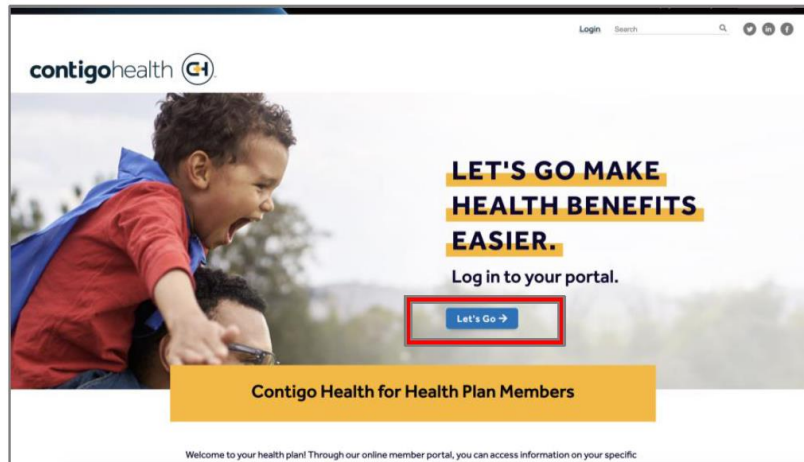 Login Search
contigohealth CH
LET'S GO MAKE
HEALTH BENEFITS
EASIER.
Log in to your portal.
Let's Go →
Contigo Health for Health Plan Members
Welcome to your health plan! Through our online member portal, you can access information on your specific